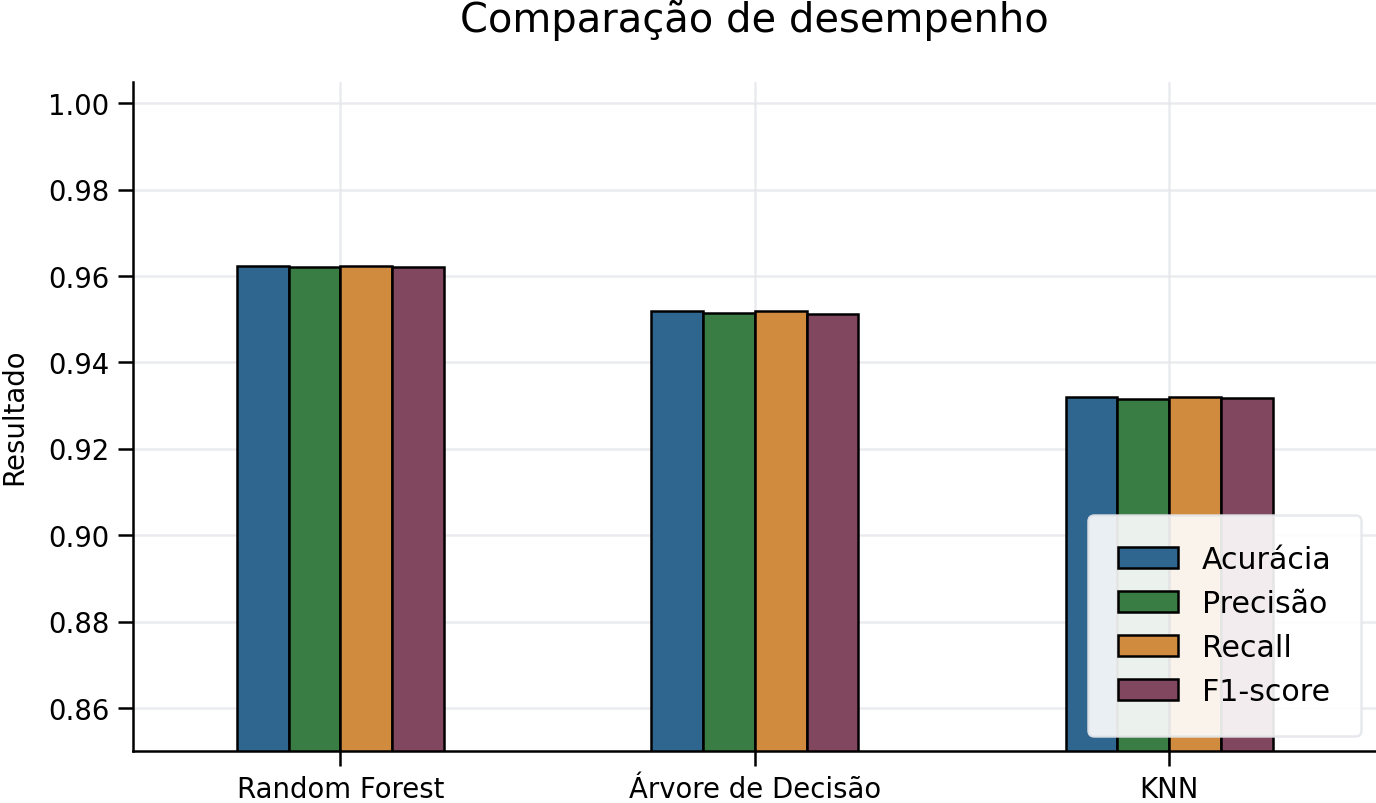 Comparação de desempenho
Resultado
1.00
0.98
0.96
0.94
0.92
0.90
0.88
0.86
Acurácia
Precisão
Recall
F1-score
Random Forest
Árvore de Decisão
KNN